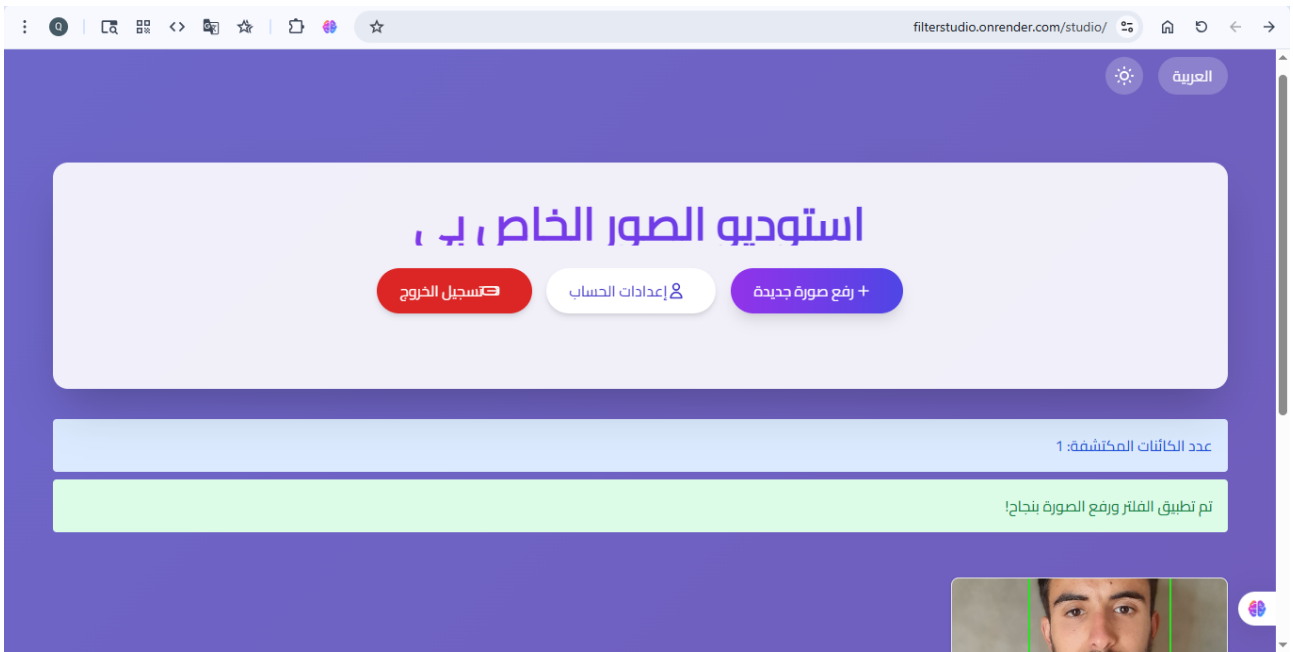 filterstudio.onrender.com/studio/
Q
العربية
استوديو الصور الخاص بي
+ رفع صورة جديدة
إعدادات الحساب
تسجيل الخروج
عدد الكائنات المكتشفة: 1
تم تطبيق الفلتر ورفع الصورة بنجاح!